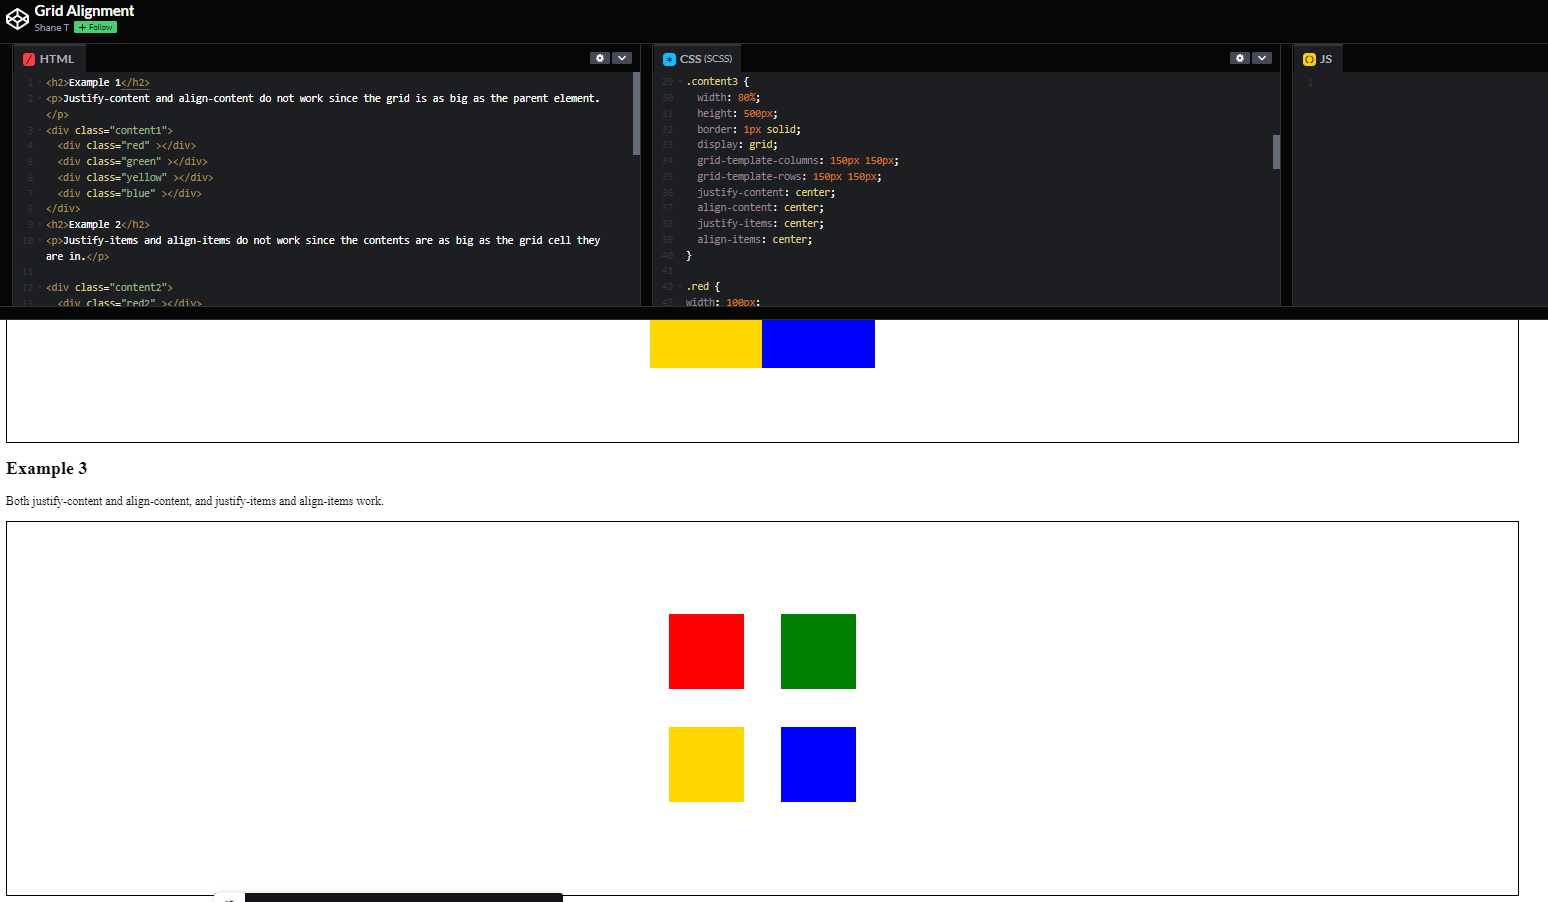 Grid Alignment
Shane T + Follow
HTML
1 <h2>Example 1</h2>
2 <p>Justify-content and align-content do not work since the grid is as big as the parent element.
</p>
3 <div class="content1">
4 <div class="red" ></div>
5 <div class="green" ></div>
6 <div class="yellow" ></div>
7 <div class="blue" ></div>
8 </div>
9 <h2>Example 2</h2>
10 <p>Justify-items and align-items do not work since the contents are as big as the grid cell they
are in.</p>
11
12 <div class="content2">
13 <div class="red2" ></div>
CSS (SCSS)
29 .content3 {
30 width: 80%;
31 height: 500px;
32 border: 1px solid;
33 display: grid;
34 grid-template-columns: 150px 150px;
35 grid-template-rows: 150px 150px;
36 justify-content: center;
37 align-content: center;
38 justify-items: center;
39 align-items: center;
40 }
41
42 .red {
43 width: 100px;
JS
1
Example 3
Both justify-content and align-content, and justify-items and align-items work.